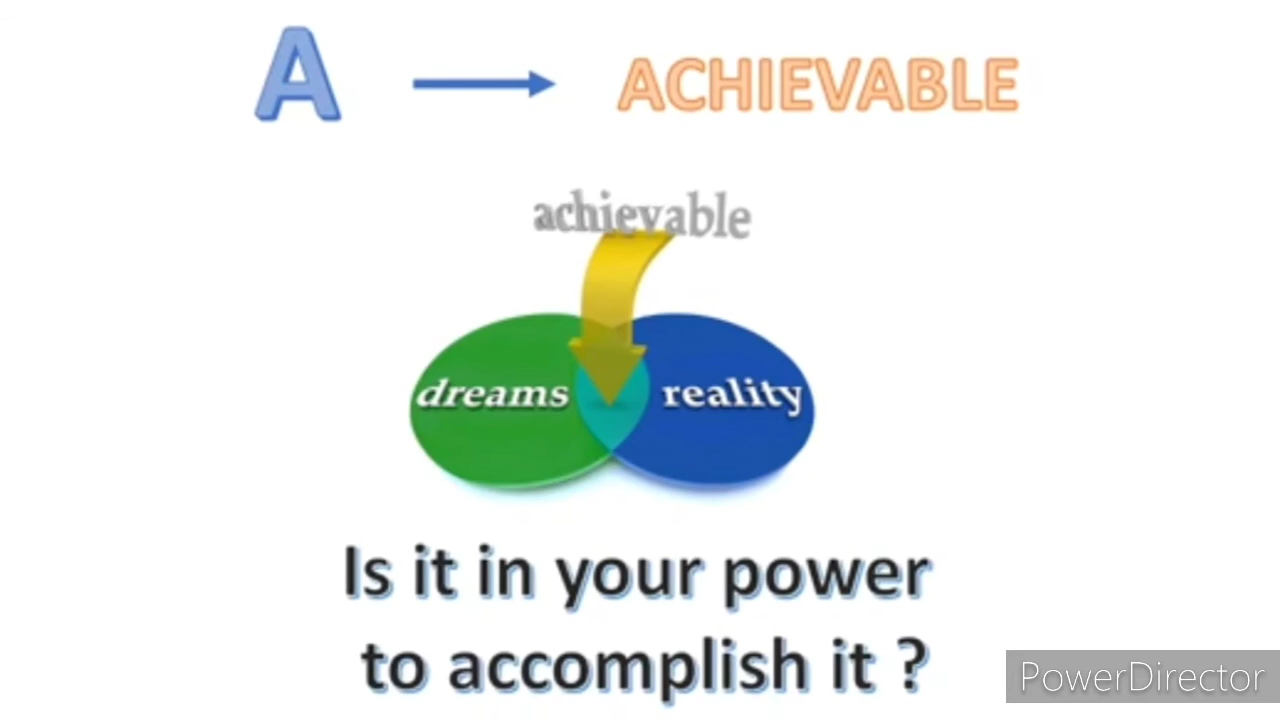 A ACHIEVABLE
achievable
dreams reality
Is it in your power
to accomplish it ?
PowerDirector